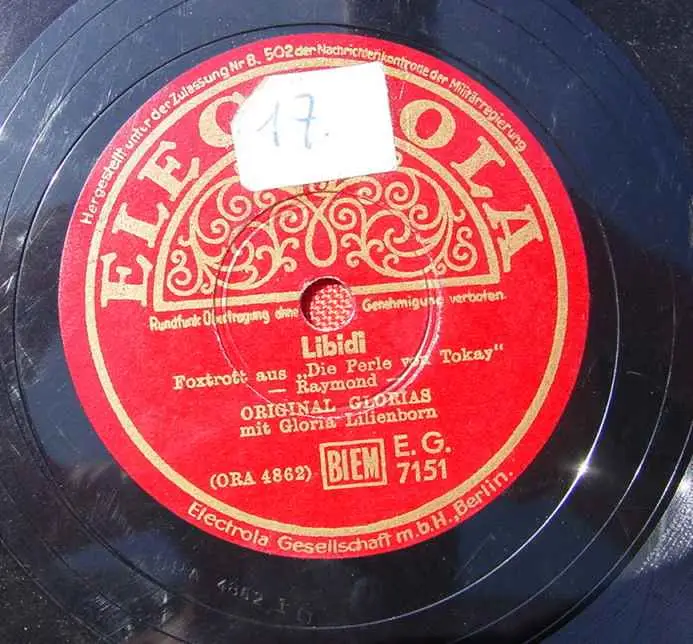 Hergestellt unter der Zulassung Nr B. 502 der Nachrichtenkontrolle der Militärregierung
17.
ELEC OLA
Rundfunk Übertragung ohne Genehmigung verboten.
Libidi
Foxtrott aus „Die Perle von Tokay“
— Raymond —
ORIGINAL GLORIAS
mit Gloria Lilienborn
(ORA 4862) BIEM E. G.
7151
Electrola Gesellschaft m.b.H., Berlin.
4862